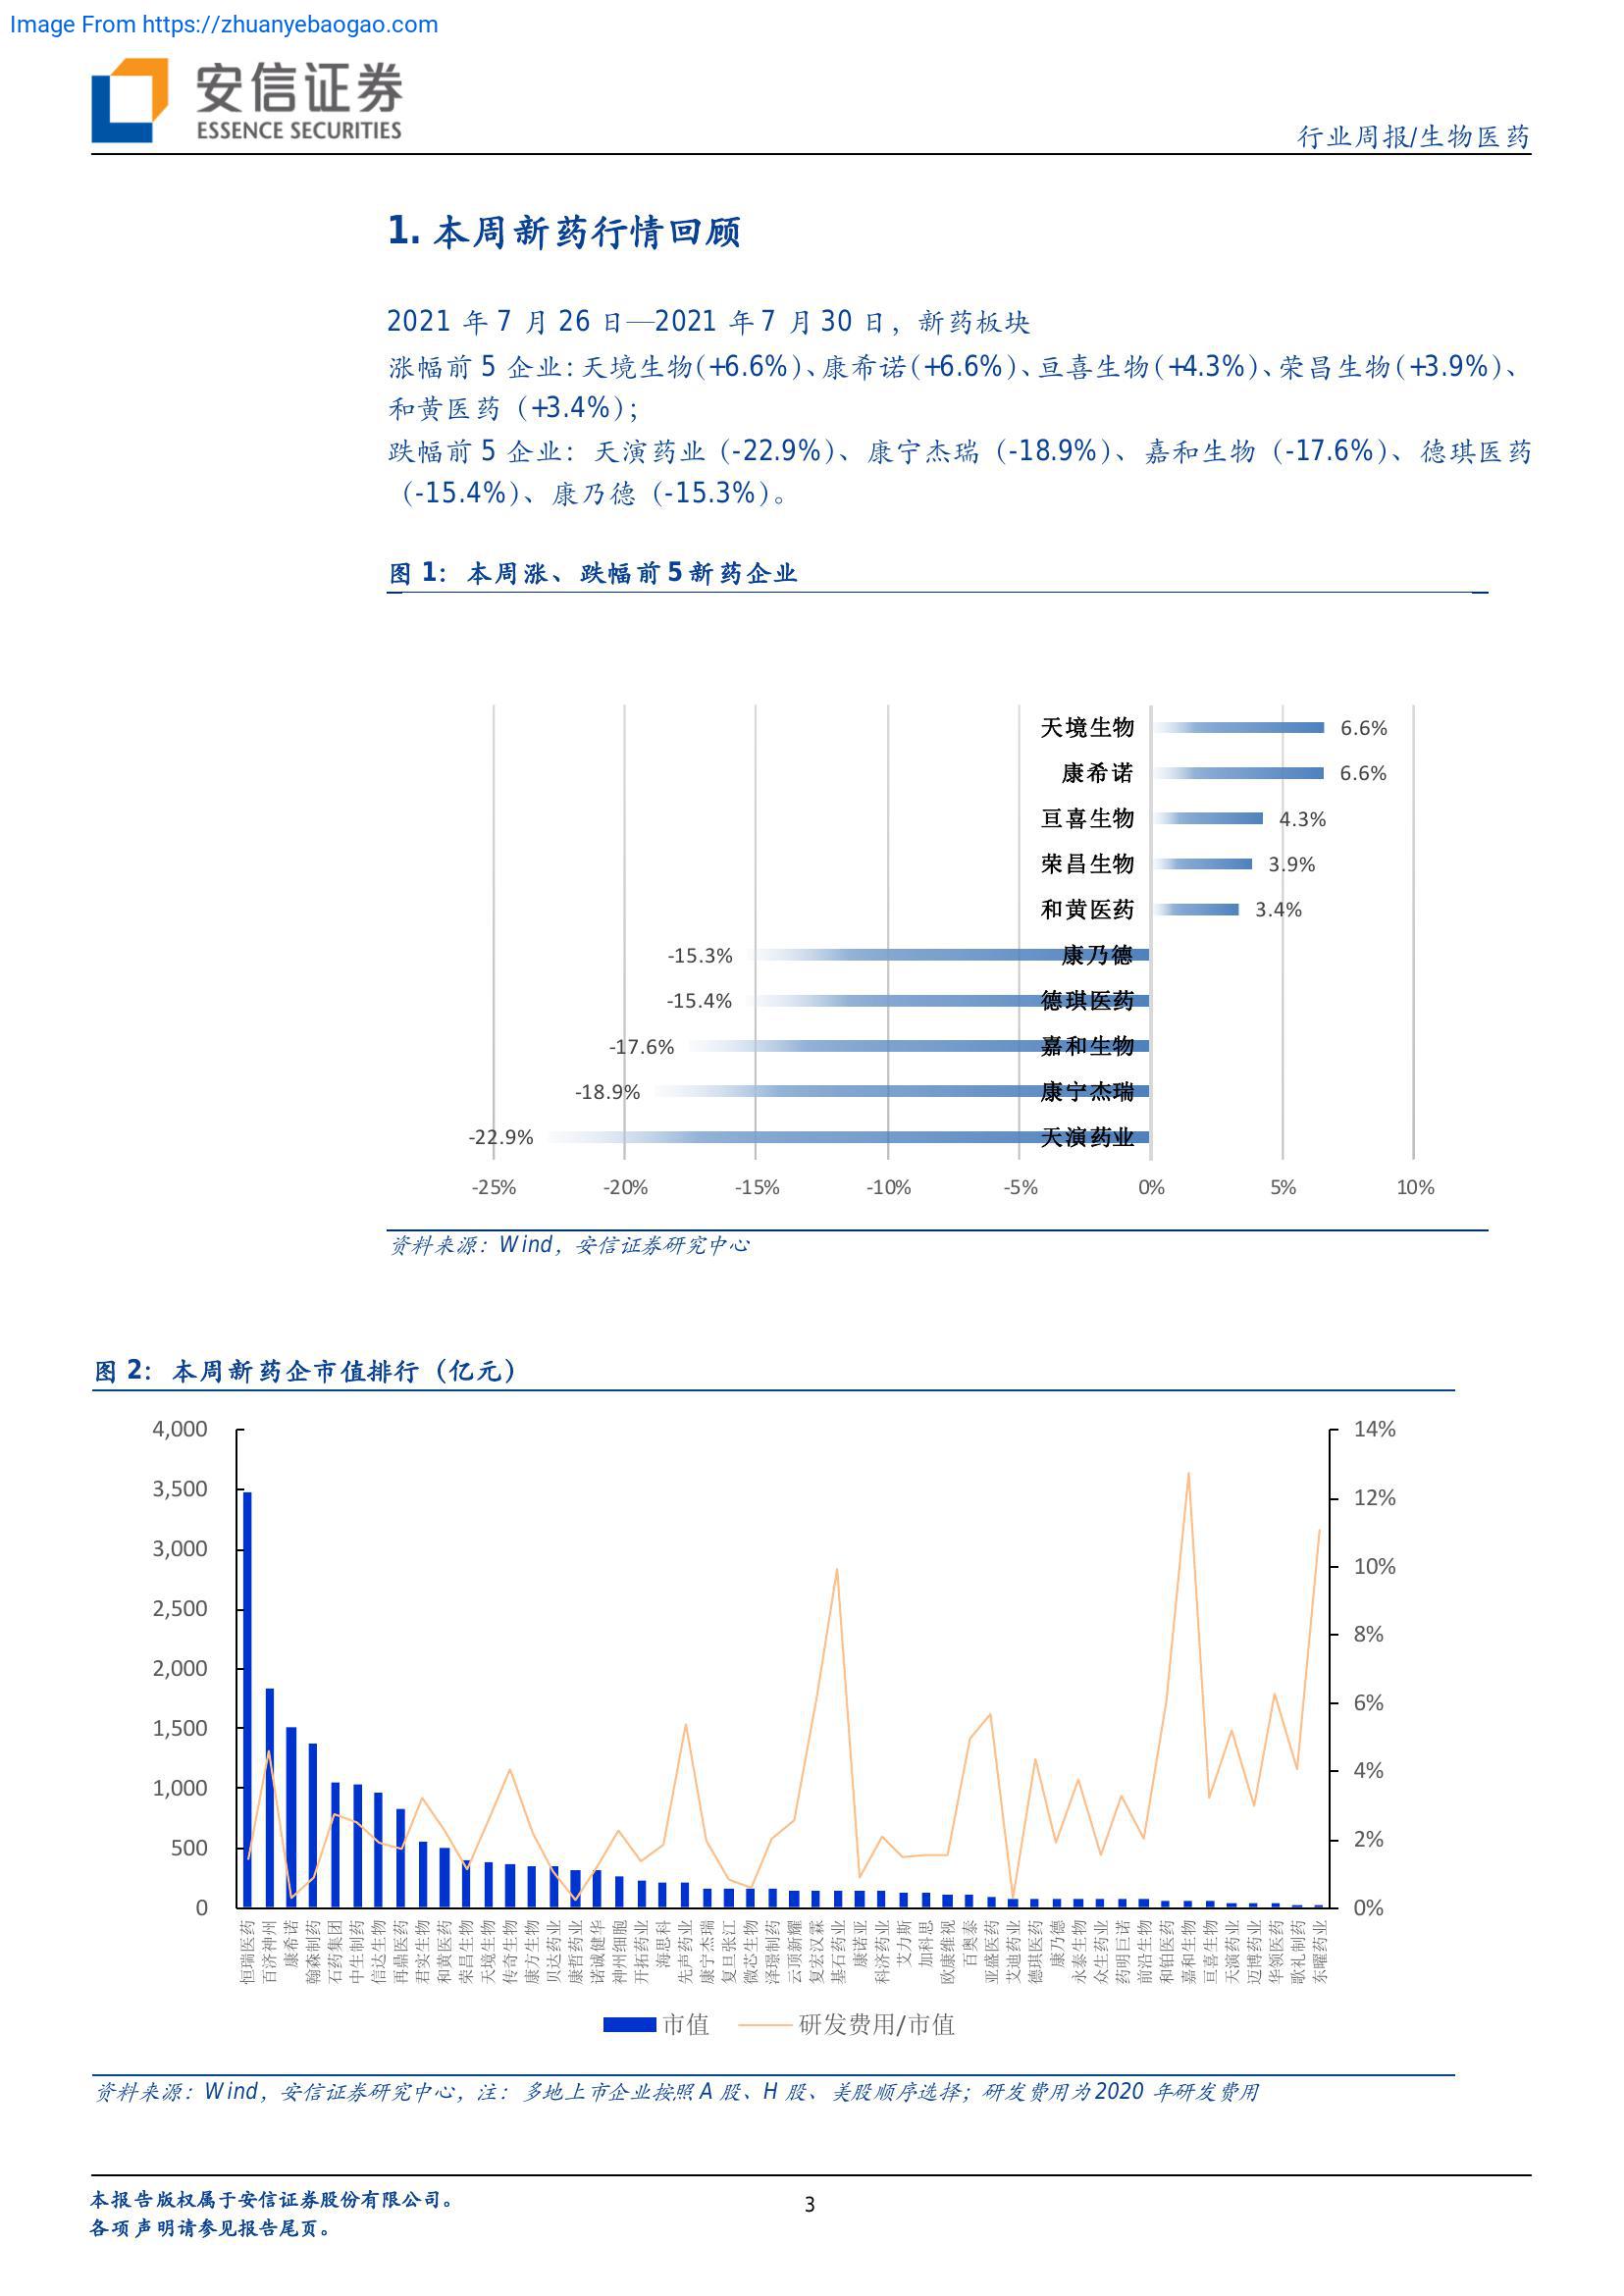 Image From https://zhuanyebaogao.com
安信证券
ESSENCE SECURITIES
行业周报/生物医药
1. 本周新药行情回顾
2021 年 7 月 26 日—2021 年 7 月 30 日，新药板块
涨幅前 5 企业：天境生物（+6.6%）、康希诺（+6.6%）、亘喜生物（+4.3%）、荣昌生物（+3.9%）、
和黄医药（+3.4%）；
跌幅前 5 企业：天演药业（-22.9%）、康宁杰瑞（-18.9%）、嘉和生物（-17.6%）、德琪医药
（-15.4%）、康乃德（-15.3%）。
图 1：本周涨、跌幅前 5 新药企业
天境生物 6.6%
康希诺 6.6%
亘喜生物 4.3%
荣昌生物 3.9%
和黄医药 3.4%
-15.3% 康乃德
-15.4% 德琪医药
-17.6% 嘉和生物
-18.9% 康宁杰瑞
-22.9% 天演药业
-25% -20% -15% -10% -5% 0% 5% 10%
资料来源：Wind，安信证券研究中心
图 2：本周新药企市值排行（亿元）
4,000
3,500
3,000
2,500
2,000
1,500
1,000
500
0
14%
12%
10%
8%
6%
4%
2%
0%
恒瑞医药
百济神州
康希诺
翰森制药
石药集团
中生制药
信达生物
再鼎医药
君实生物
和黄医药
荣昌生物
天境生物
传奇生物
康方生物
贝达药业
康哲药业
诺诚健华
神州细胞
开拓药业
海思科
先声药业
康宁杰瑞
复旦张江
微芯生物
泽璟制药
云顶新耀
复宏汉霖
基石药业
康诺亚
科济药业
艾力斯
加科思
欧康维视
百奥泰
亚盛医药
艾迪药业
德琪医药
康乃德
永泰生物
众生药业
药明巨诺
前沿生物
和铂医药
嘉和生物
亘喜生物
天演药业
迈博药业
华领医药
歌礼制药
东曜药业
市值 研发费用/市值
资料来源：Wind，安信证券研究中心，注：多地上市企业按照 A 股、H 股、美股顺序选择；研发费用为 2020 年研发费用
本报告版权属于安信证券股份有限公司。
各项声明请参见报告尾页。
3